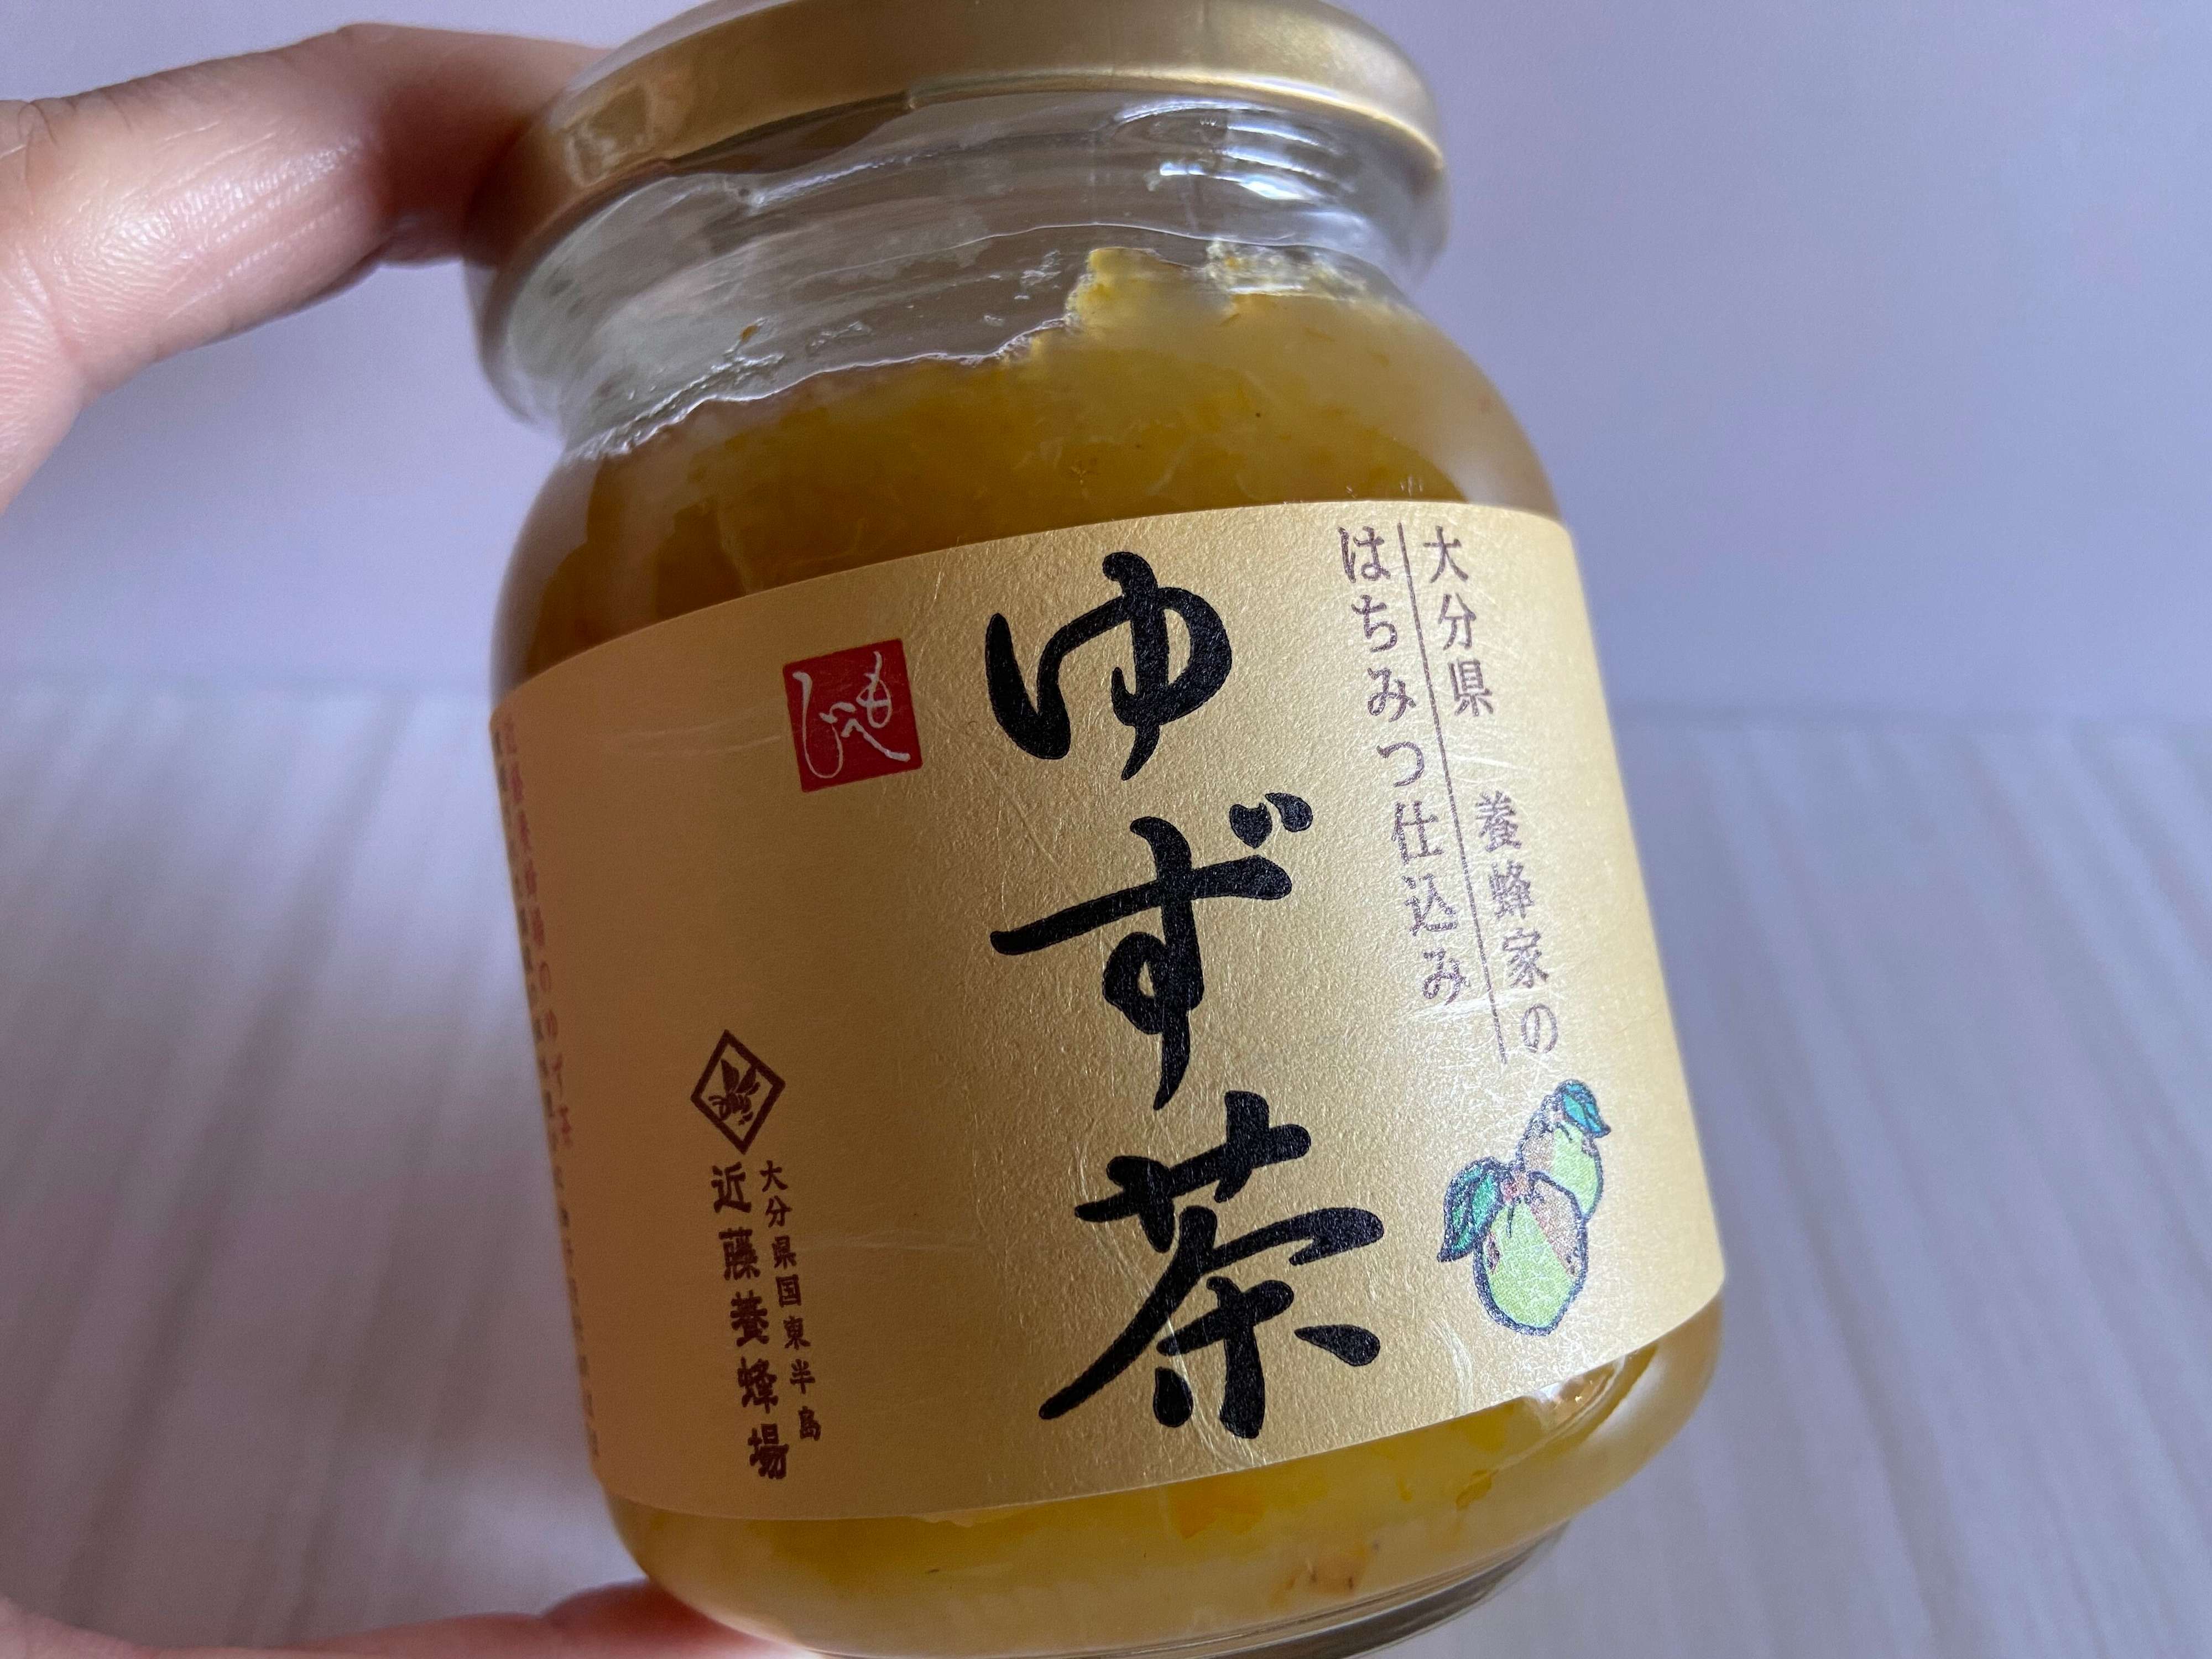 大分県 養蜂家の
はちみつ仕込み
ゆず茶
もへじ
大分県国東半島
近藤養蜂場